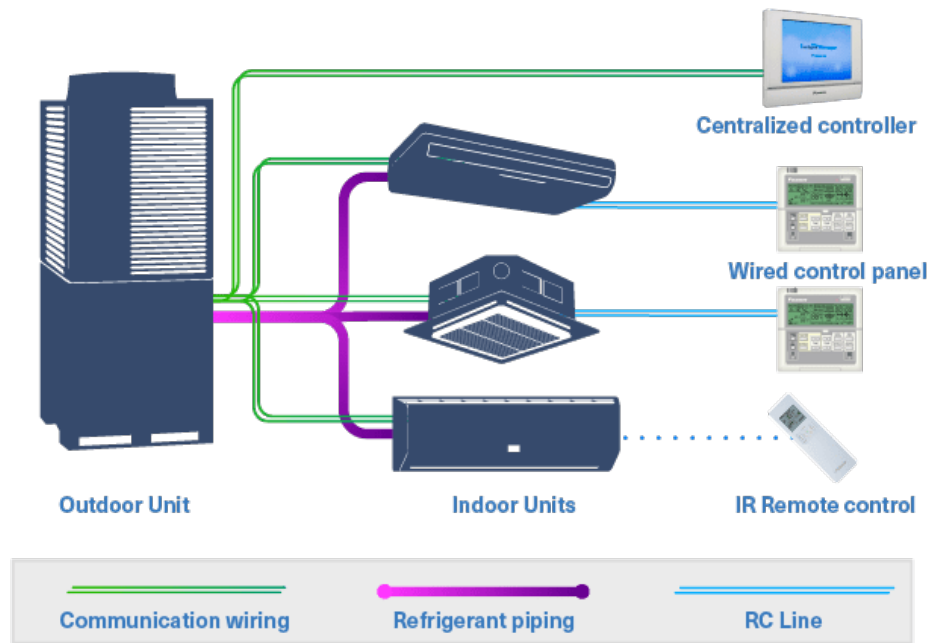 Centralized controller
Wired control panel
Outdoor Unit
Indoor Units
IR Remote control
Communication wiring
Refrigerant piping
RC Line